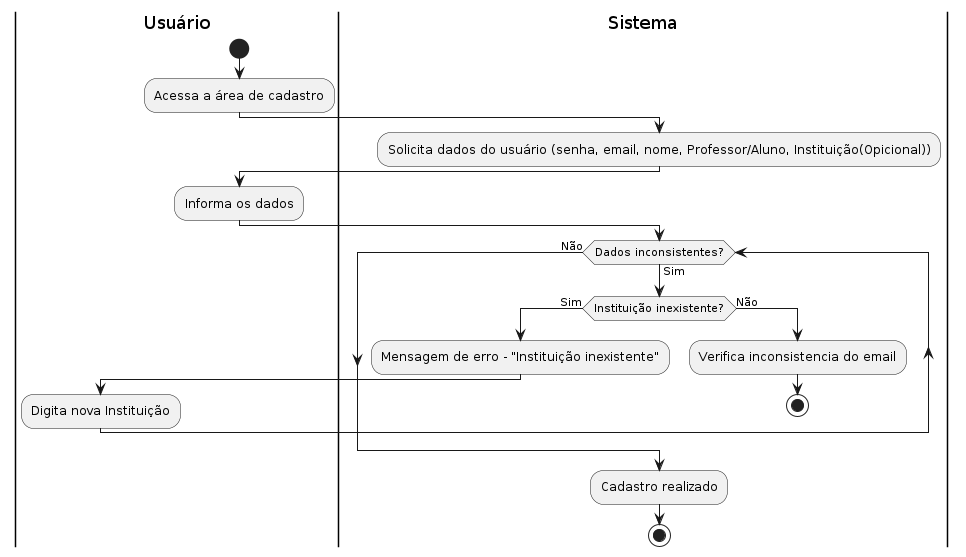 Usuário
Sistema
Acessa a área de cadastro
Solicita dados do usuário (senha, email, nome, Professor/Aluno, Instituição(Opicional))
Informa os dados
Não
Dados inconsistentes?
Sim
Sim
Instituição inexistente?
Não
Mensagem de erro - "Instituição inexistente"
Verifica inconsistencia do email
Digita nova Instituição
Cadastro realizado